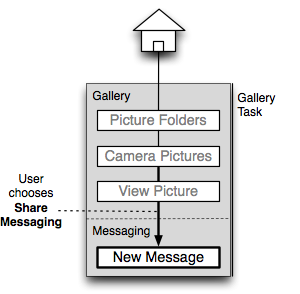 Gallery
Gallery
Task
Picture Folders
Camera Pictures
View Picture
User
chooses
Share
Messaging
Messaging
New Message